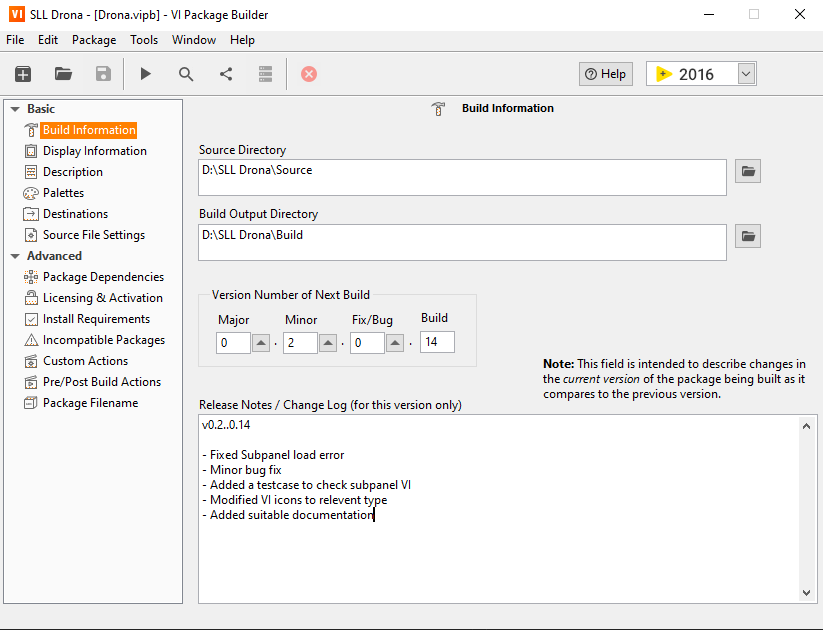 VI SLL Drona - [Drona.vipb] - VI Package Builder
File Edit Package Tools Window Help
Help 2016
Basic
Build Information
Display Information
Description
Palettes
Destinations
Source File Settings
Advanced
Package Dependencies
Licensing & Activation
Install Requirements
Incompatible Packages
Custom Actions
Pre/Post Build Actions
Package Filename
Build Information
Source Directory
D:\SLL Drona\Source
Build Output Directory
D:\SLL Drona\Build
Version Number of Next Build
Major Minor Fix/Bug Build
0 . 2 . 0 . 14
Note: This field is intended to describe changes in
the current version of the package being built as it
compares to the previous version.
Release Notes / Change Log (for this version only)
v0.2..0.14
- Fixed Subpanel load error
- Minor bug fix
- Added a testcase to check subpanel VI
- Modified VI icons to relevent type
- Added suitable documentation